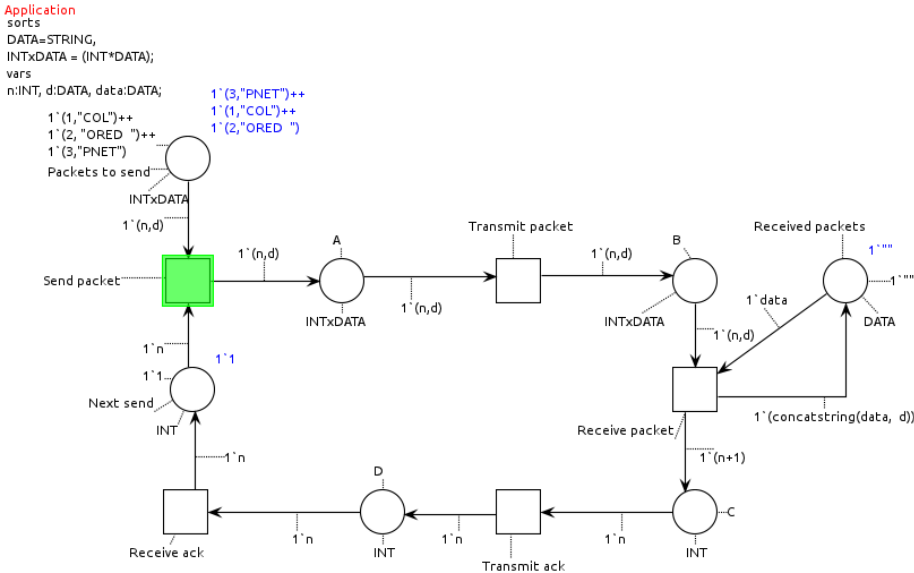 Application
sorts
DATA=STRING,
INTxDATA = (INT*DATA);
vars
n:INT, d:DATA, data:DATA;
1`(3,"PNET")++
1`(1,"COL")++
1`(2,"ORED  ")
1`(1,"COL")++
1`(2, "ORED  ")++
1`(3,"PNET")
Packets to send
INTxDATA
1`(n,d)
Send packet
1`(n,d)
A
INTxDATA
1`(n,d)
Transmit packet
1`(n,d)
B
INTxDATA
1`(n,d)
Received packets
1`""
1`""
DATA
1`data
1`(concatstring(data, d))
Receive packet
1`(n+1)
1`n
1`1
1`1
Next send
INT
1`n
Receive ack
1`n
D
INT
1`n
Transmit ack
1`n
C
INT